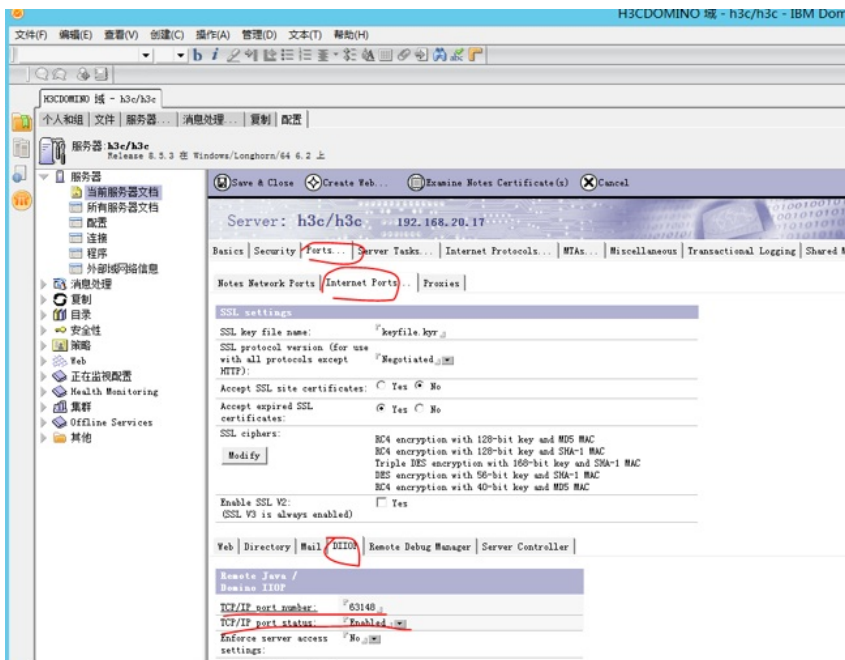 H3CDOMINO 域 - h3c/h3c - IBM Dom
文件(F) 编辑(E) 查看(V) 创建(C) 操作(A) 管理(D) 文本(T) 帮助(H)
H3CDOMINO 域 - h3c/h3c
个人和组 文件 服务器... 消息处理... 复制 配置
服务器:h3c/h3c
Release 8.5.3 在 Windows/Longhorn/64 6.2 上
服务器
当前服务器文档
所有服务器文档
配置
连接
程序
外部域网络信息
消息处理
复制
目录
安全性
策略
Web
正在监视配置
Health Monitoring
集群
Offline Services
其他
Save & Close Create Web... Examine Notes Certificate(s) Cancel
Server: h3c/h3c 192.168.20.17
Basics Security Ports... Server Tasks... Internet Protocols... MTAs... Miscellaneous Transactional Logging Shared M
Notes Network Ports Internet Ports... Proxies
SSL settings
SSL key file name: keyfile.kyr
SSL protocol version (for use with all protocols except HTTP): Negotiated
Accept SSL site certificates: Yes No
Accept expired SSL certificates: Yes No
SSL ciphers:
Modify
RC4 encryption with 128-bit key and MD5 MAC
RC4 encryption with 128-bit key and SHA-1 MAC
Triple DES encryption with 168-bit key and SHA-1 MAC
DES encryption with 56-bit key and SHA-1 MAC
RC4 encryption with 40-bit key and MD5 MAC
Enable SSL V2: Yes
(SSL V3 is always enabled)
Web Directory Mail DIIOP Remote Debug Manager Server Controller
Remote Java /
Domino IIOP
TCP/IP port number: 63148
TCP/IP port status: Enabled
Enforce server access settings: No